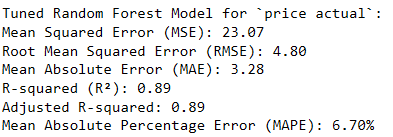 Tuned Random Forest Model for `price actual`:
Mean Squared Error (MSE): 23.07
Root Mean Squared Error (RMSE): 4.80
Mean Absolute Error (MAE): 3.28
R-squared (R²): 0.89
Adjusted R-squared: 0.89
Mean Absolute Percentage Error (MAPE): 6.70%